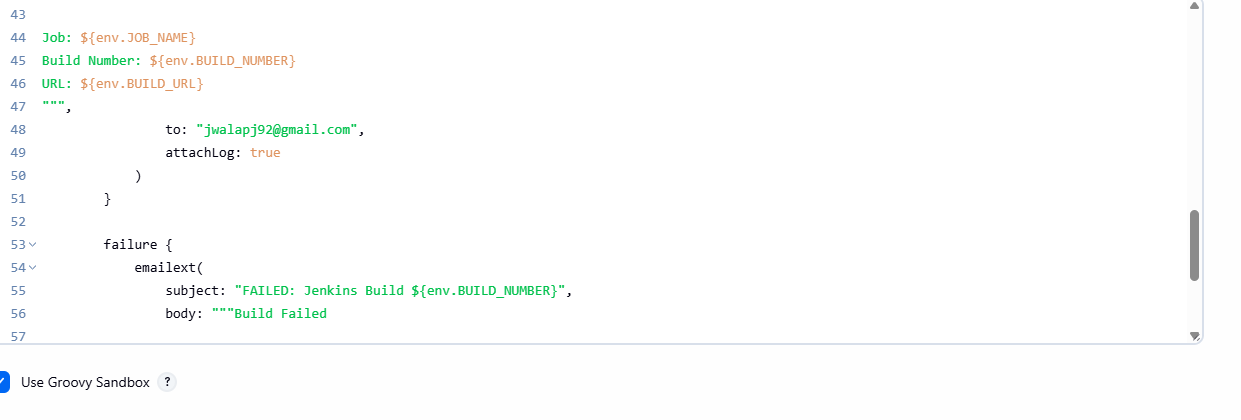 43
44 Job: ${env.JOB_NAME}
45 Build Number: ${env.BUILD_NUMBER}
46 URL: ${env.BUILD_URL}
47 """,
48                 to: "jwalapj92@gmail.com",
49                 attachLog: true
50             )
51         }
52
53         failure {
54             emailext(
55                 subject: "FAILED: Jenkins Build ${env.BUILD_NUMBER}",
56                 body: """Build Failed
57
Use Groovy Sandbox ?